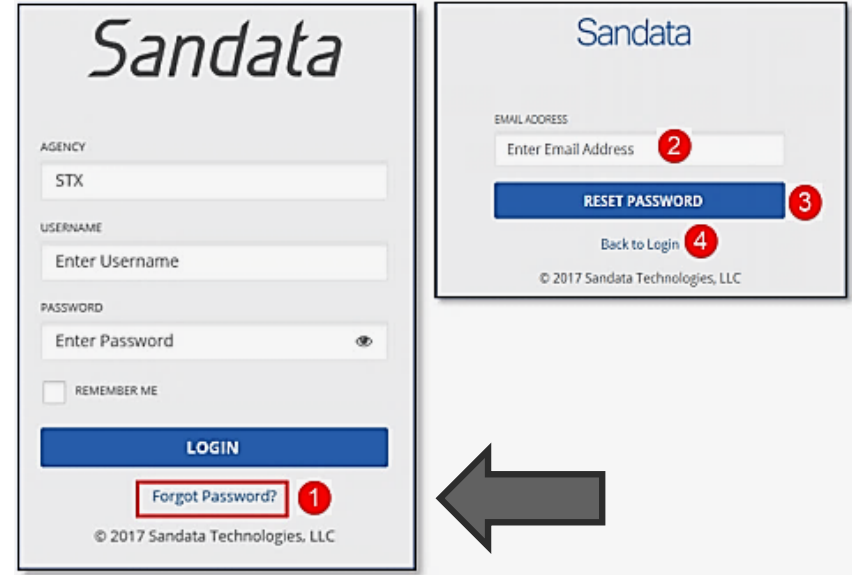 Sandata
AGENCY
STX
USERNAME
Enter Username
PASSWORD
Enter Password
REMEMBER ME
LOGIN
Forgot Password? 1
© 2017 Sandata Technologies, LLC
Sandata
EMAIL ADDRESS
Enter Email Address 2
RESET PASSWORD 3
Back to Login 4
© 2017 Sandata Technologies, LLC